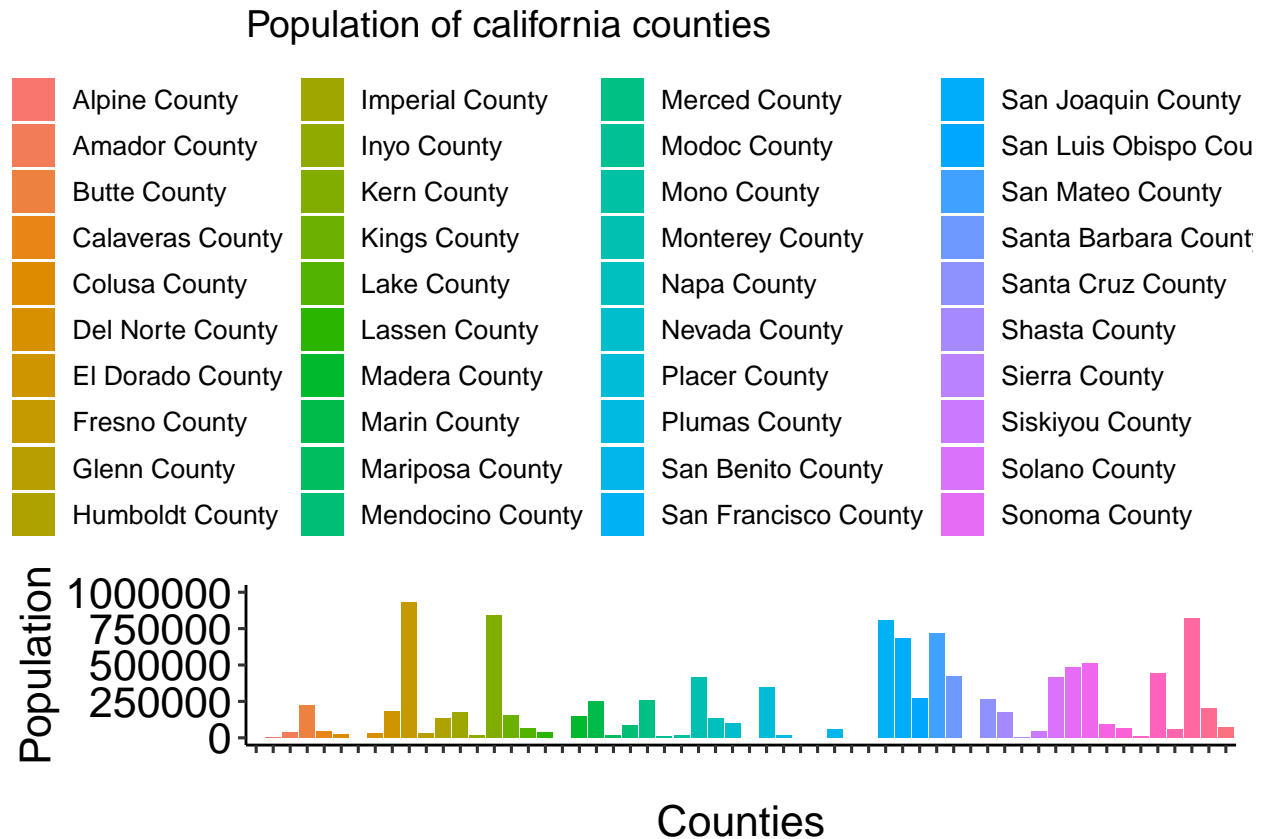 Population of california counties
Alpine County
Amador County
Butte County
Calaveras County
Colusa County
Del Norte County
El Dorado County
Fresno County
Glenn County
Humboldt County
Imperial County
Inyo County
Kern County
Kings County
Lake County
Lassen County
Madera County
Marin County
Mariposa County
Mendocino County
Merced County
Modoc County
Mono County
Monterey County
Napa County
Nevada County
Placer County
Plumas County
San Benito County
San Francisco County
San Joaquin County
San Luis Obispo Cou
San Mateo County
Santa Barbara County
Santa Cruz County
Shasta County
Sierra County
Siskiyou County
Solano County
Sonoma County
Population
1000000
750000
500000
250000
0
Counties